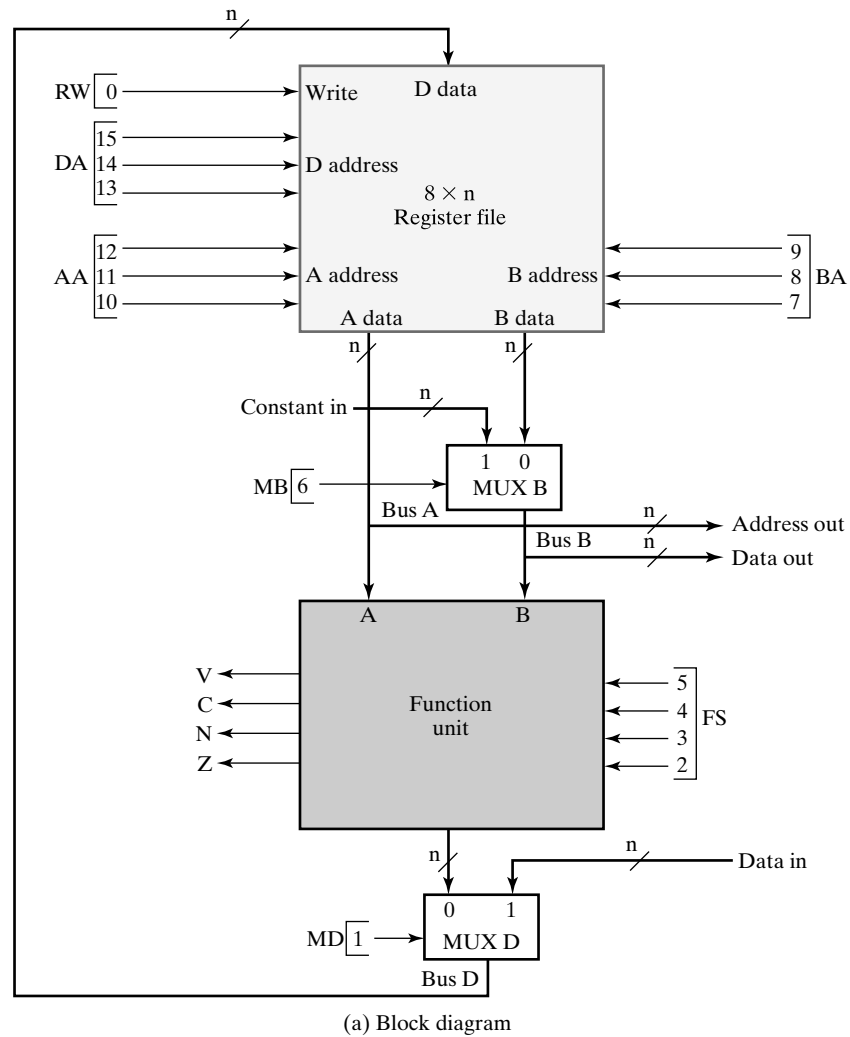 n
RW 0 Write D data
15
DA 14 D address
13
8 × n
Register file
12 9
AA 11 A address B address 8 BA
10 7
A data B data
n n
n
Constant in
1 0
MB 6 MUX B
Bus A n Address out
Bus B n Data out
A B
V 5
C Function 4 FS
N unit 3
Z 2
n n Data in
0 1
MD 1 MUX D
Bus D
(a) Block diagram